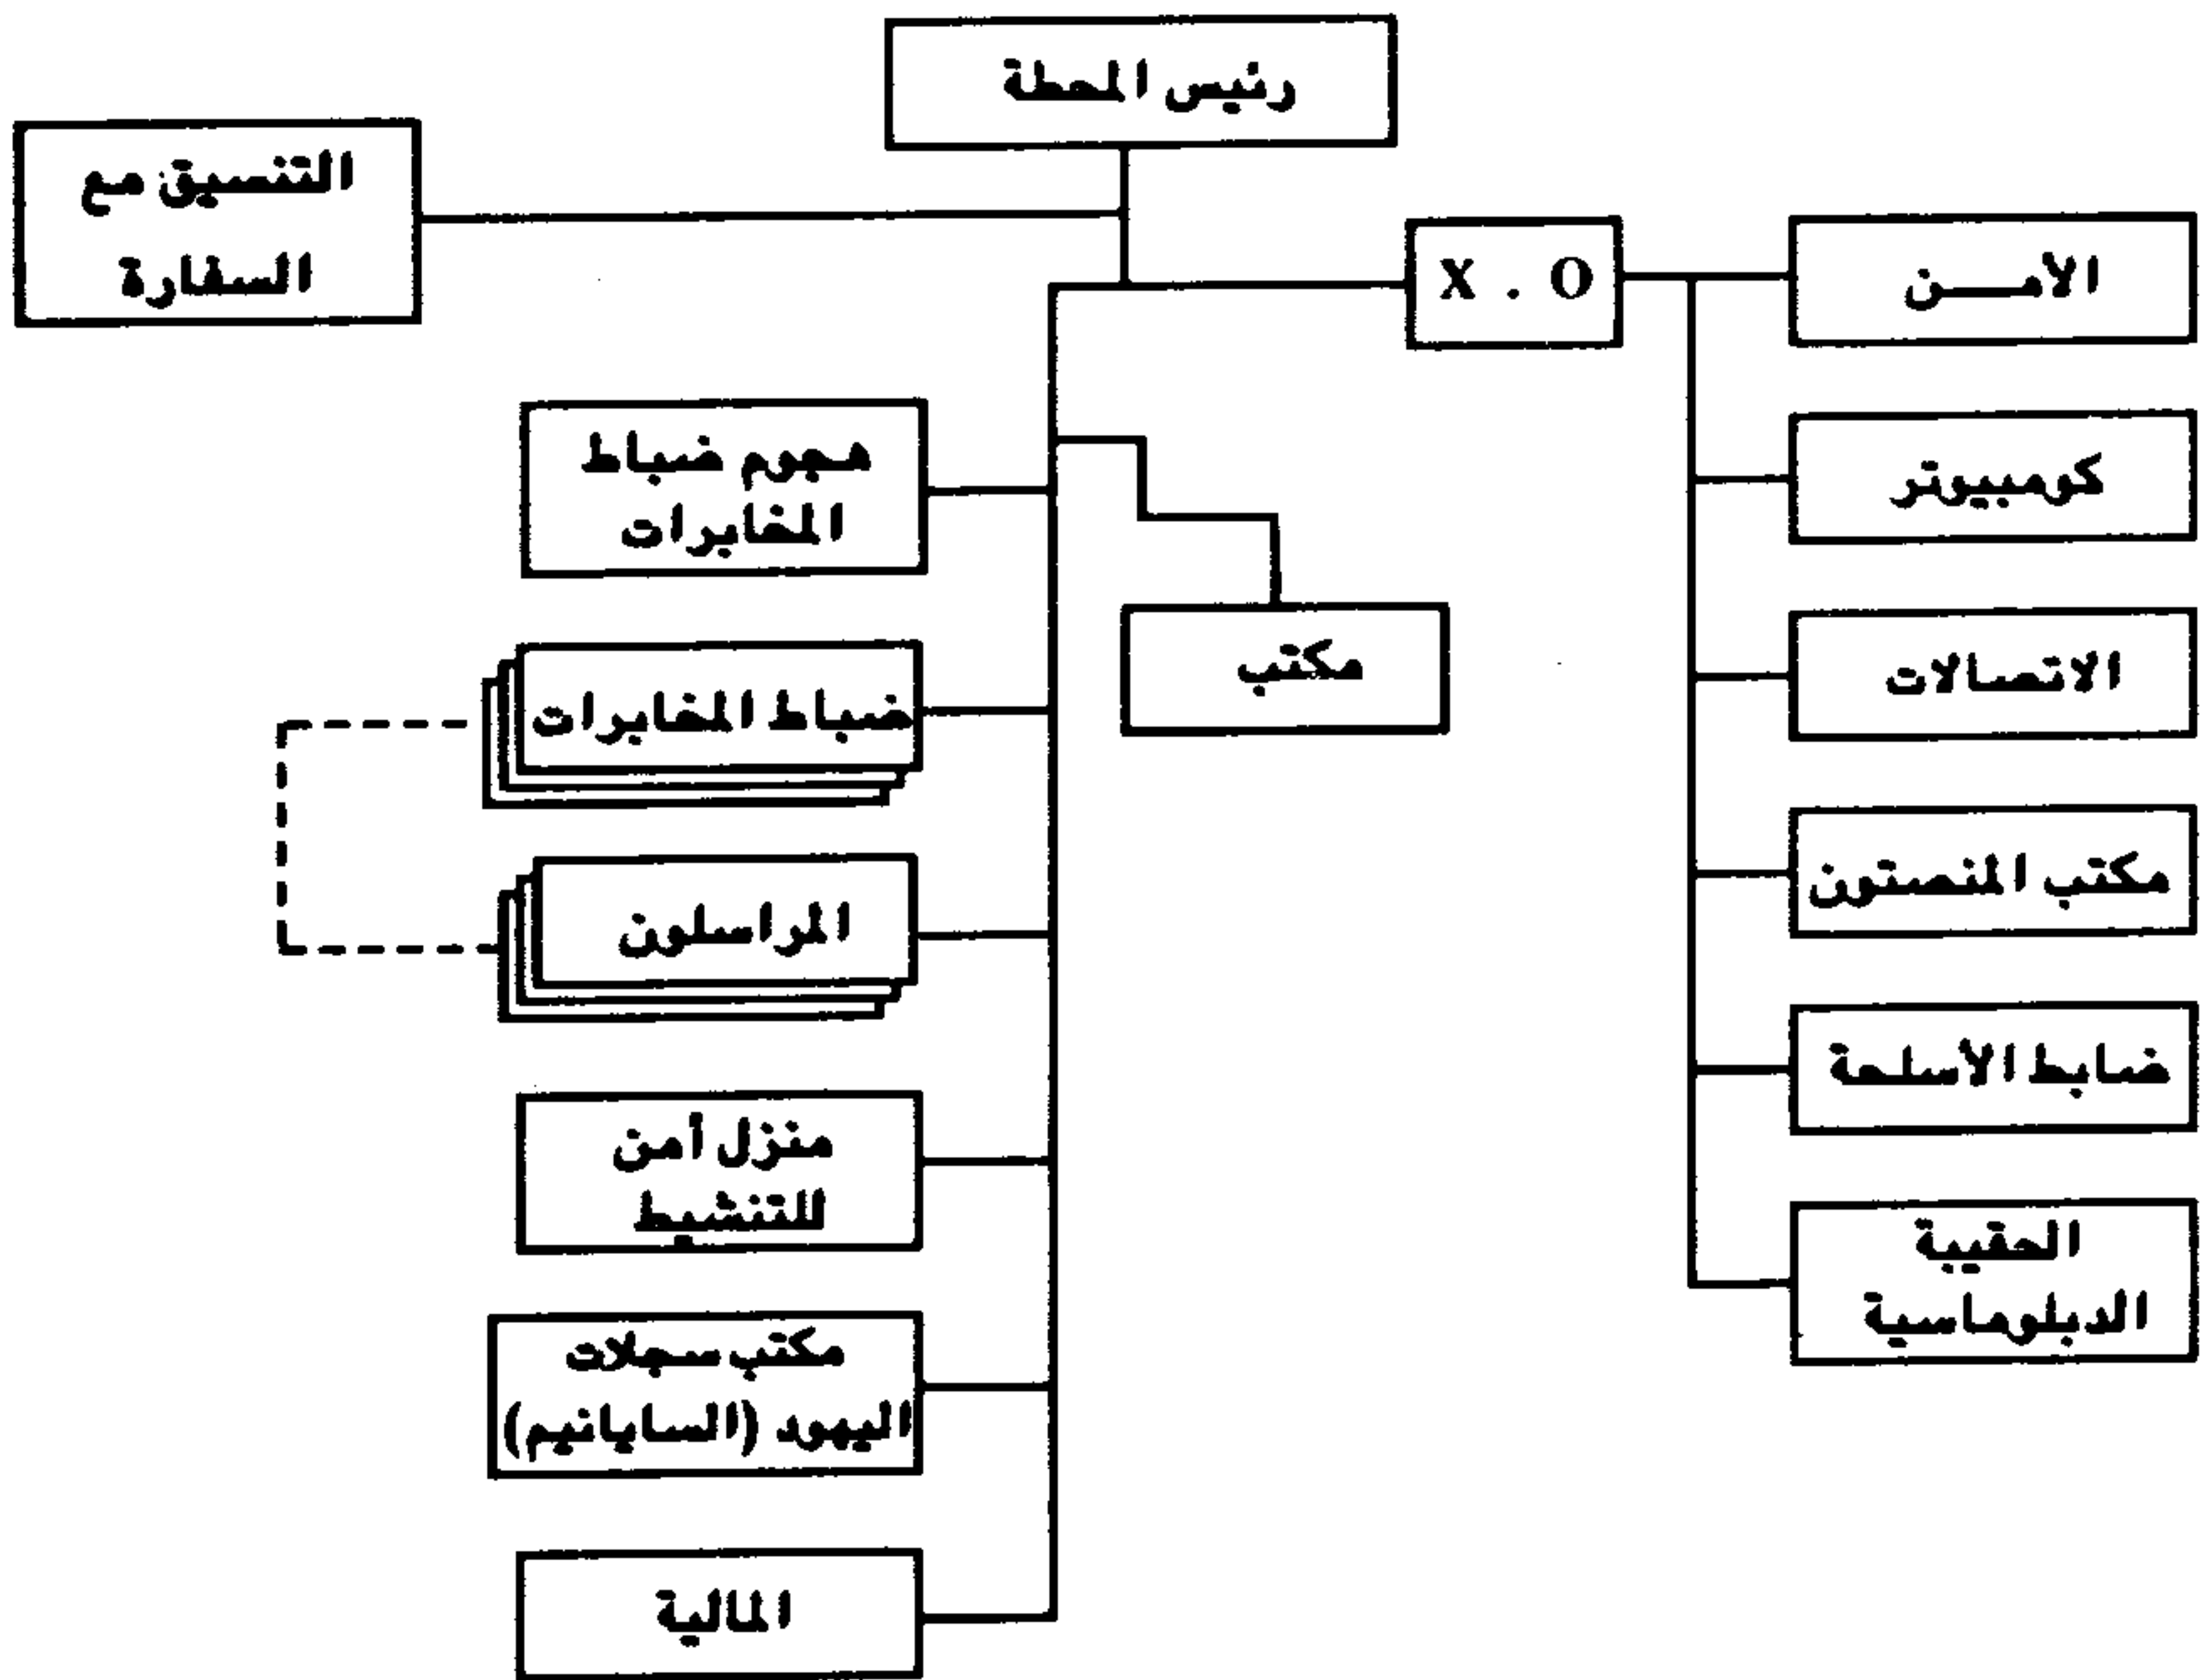 رئيس المحطة
التنسيق مع
السفارة
X . O
الأمــن
كومبيوتر
الاتصالات
مكتب المنصتون
ضابط الأسلحة
الحقيبة
الدبلوماسية
هجوم ضباط
المخابرات
مكتب
ضباط المخابرات
المراسلون
منزل أمن
للتنشيط
مكتب سجلات
اليهود (السايانيم)
المالية